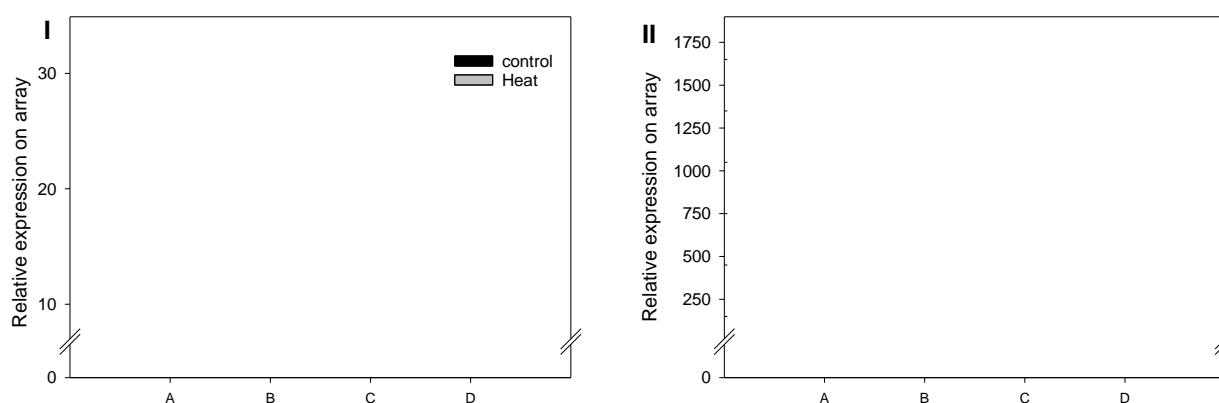 I
Relative expression on array
30
20
10
0
control
Heat
A B C D
II
Relative expression on array
1750
1500
1250
1000
750
500
250
0
A B C D